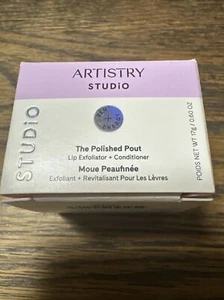 ARTISTRY
STUDiO
STUDiO
The Polished Pout
Lip Exfoliator + Conditioner
Moue Peaufinée
Exfoliant + Revitalisant Pour Les Lèvres
POIDS NET WT 17g / 0.60 OZ